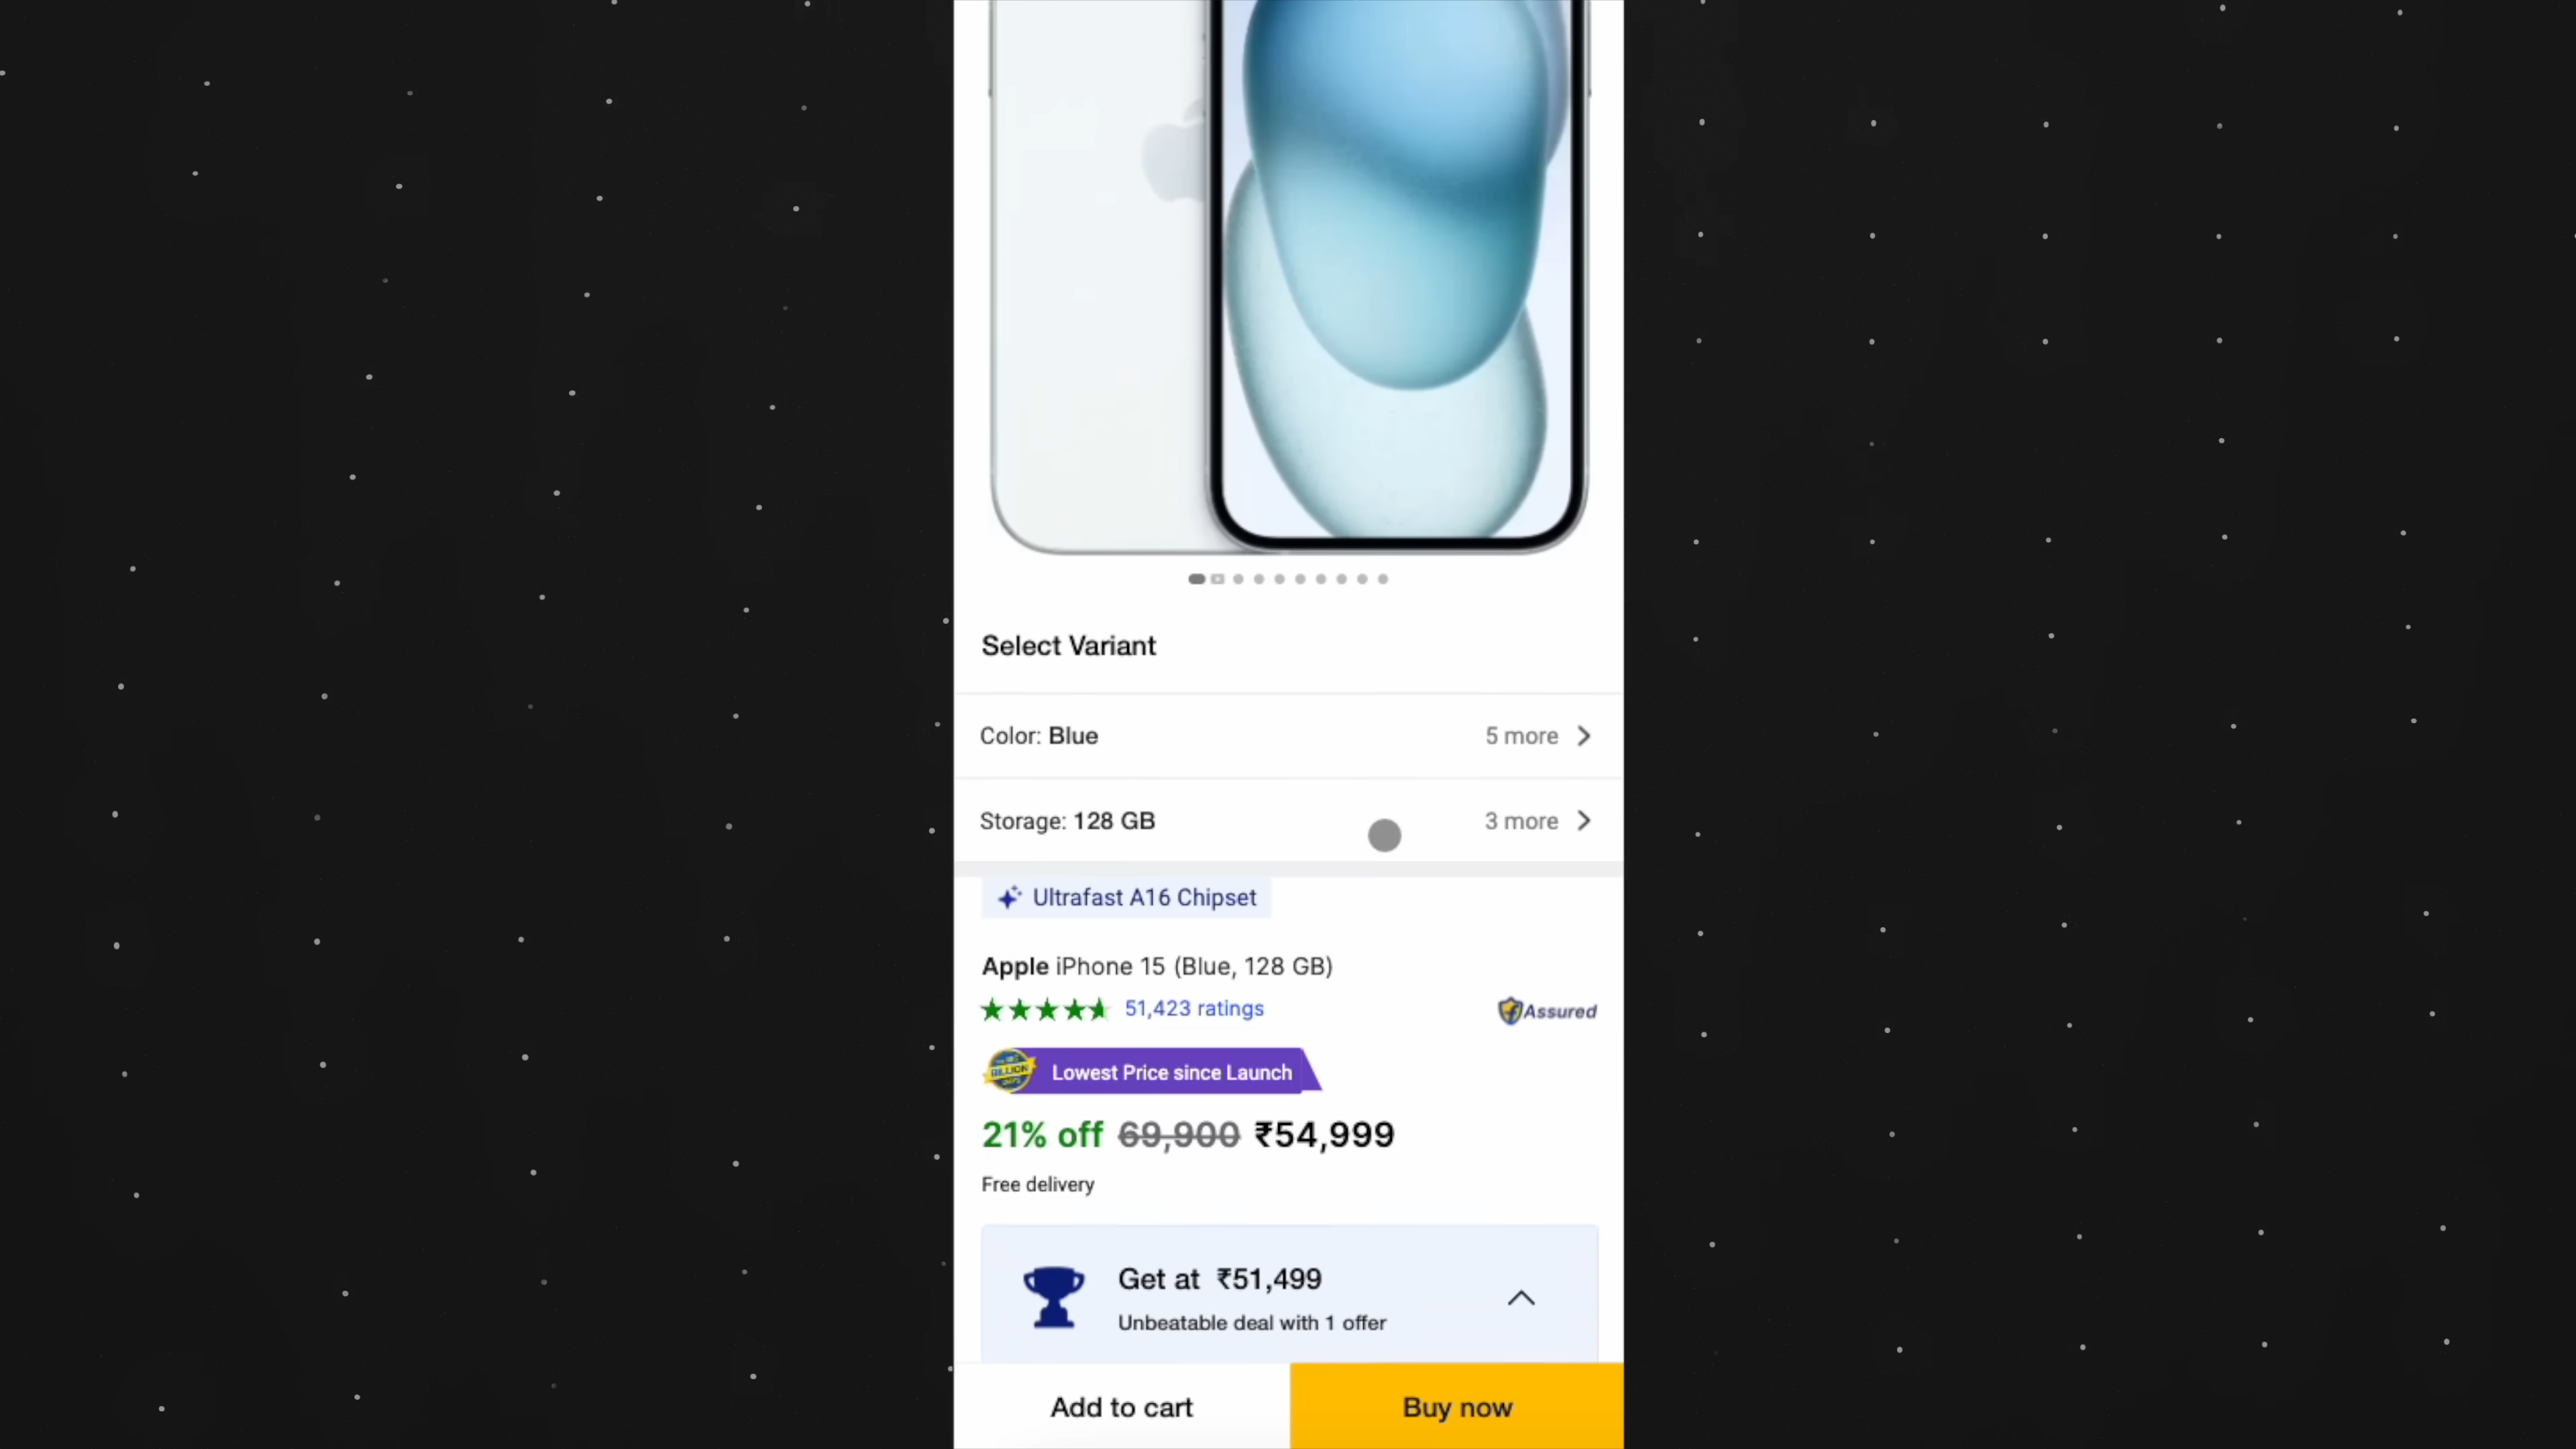 Select Variant
Color: Blue 5 more
Storage: 128 GB 3 more
Ultrafast A16 Chipset
Apple iPhone 15 (Blue, 128 GB)
51,423 ratings Assured
BILLION Lowest Price since Launch
21% off 69,900 ₹54,999
Free delivery
Get at ₹51,499
Unbeatable deal with 1 offer
Add to cart Buy now